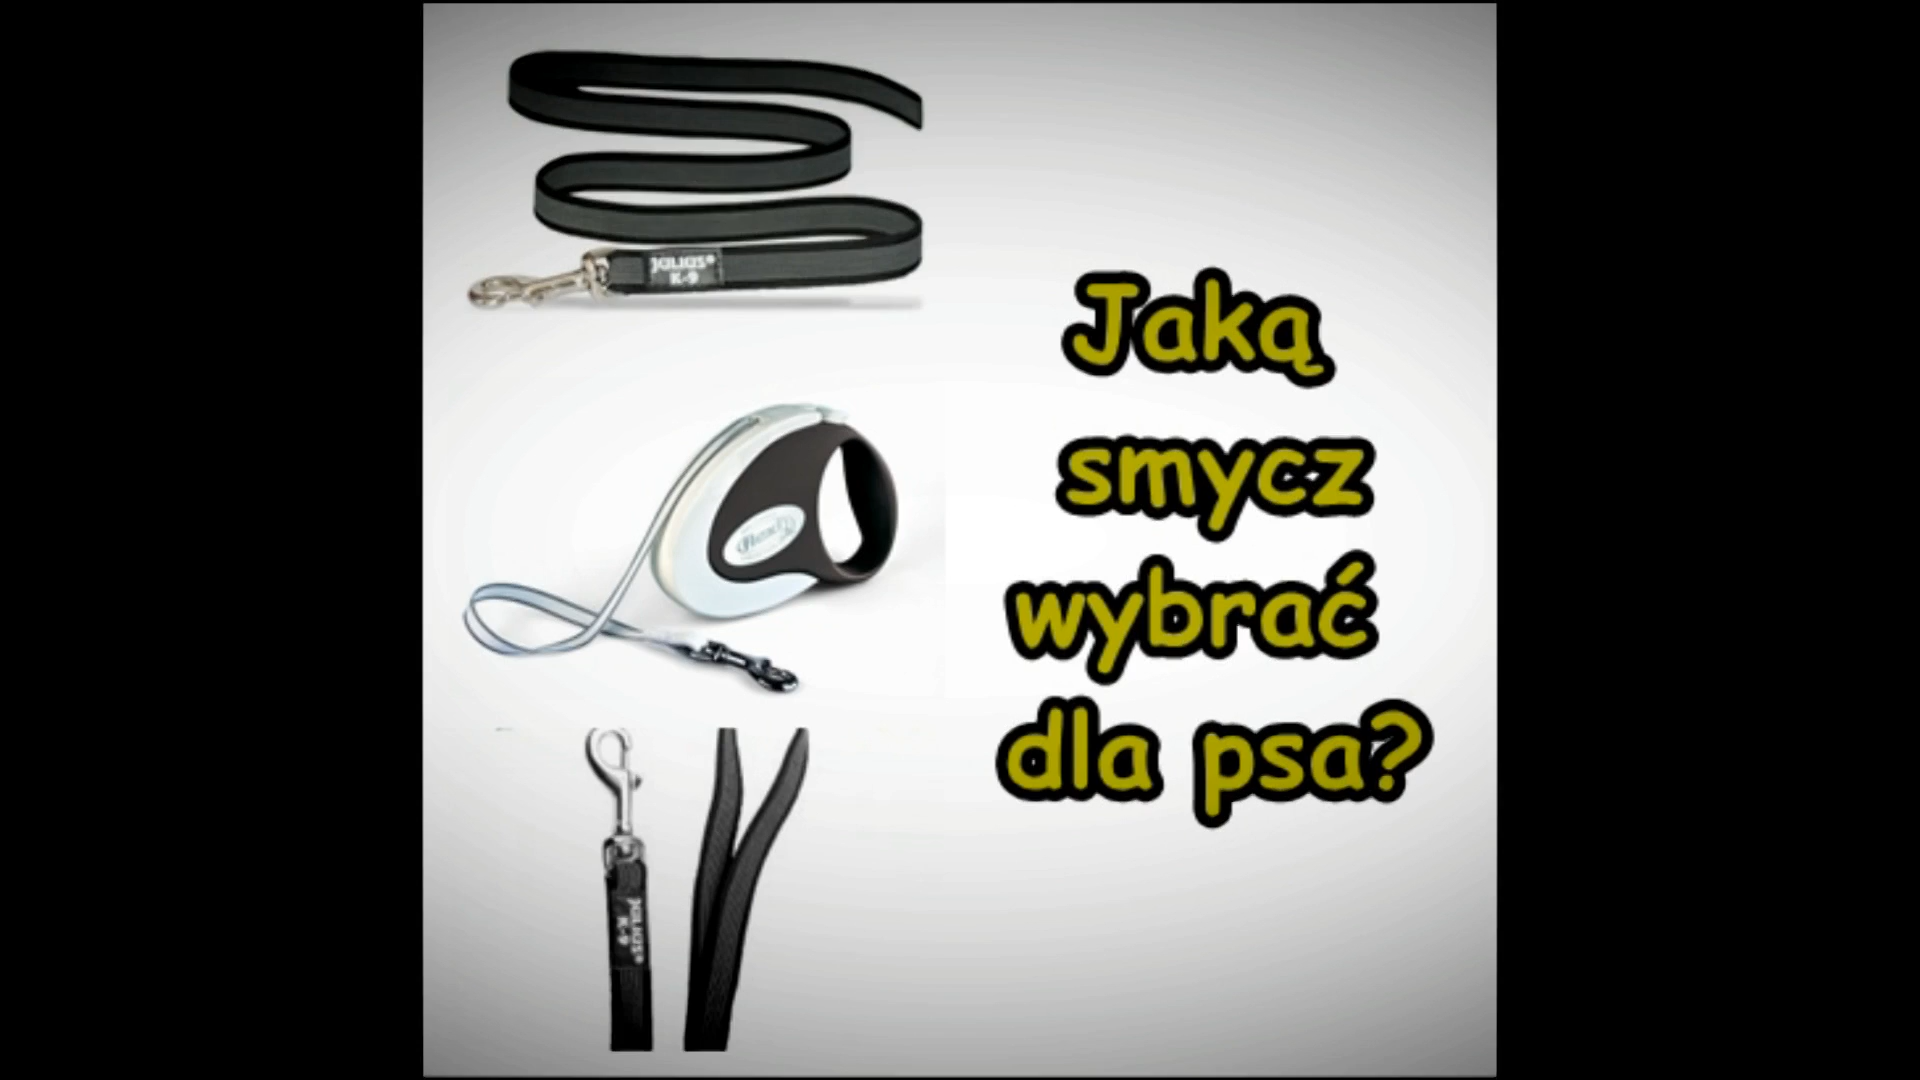 JULIUS®
K-9
Jaką
smycz
wybrać
dla psa?
JULIUS®
K-9